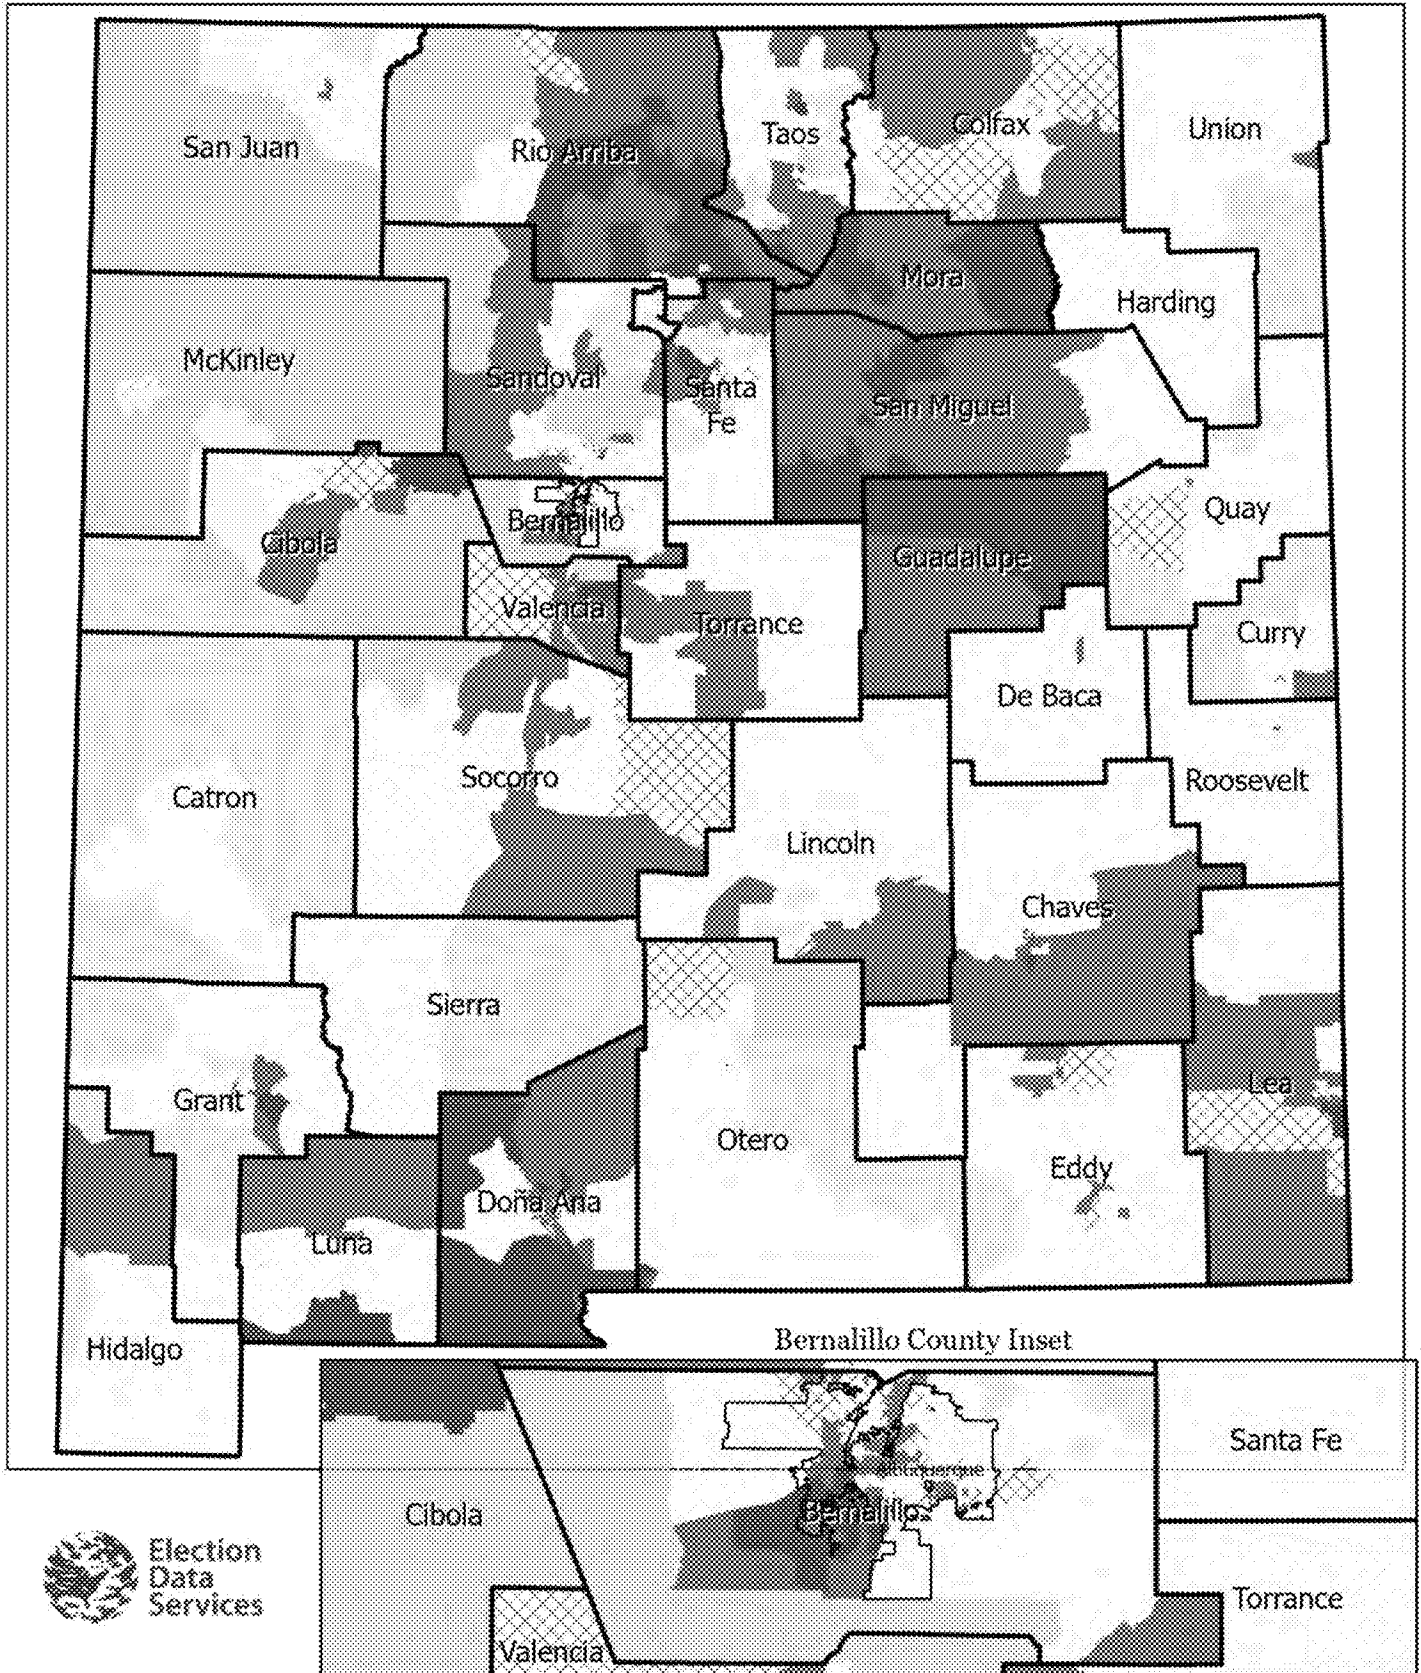 San Juan
Rio Arriba
Taos
Colfax
Union
Mora
Harding
McKinley
Sandoval
Santa
Fe
San Miguel
Quay
Cibola
Bernalillo
Guadalupe
Valencia
Torrance
Curry
De Baca
Catron
Socorro
Roosevelt
Lincoln
Chaves
Sierra
Grant
Lea
Otero
Eddy
Doña Ana
Luna
Hidalgo
Bernalillo County Inset
Santa Fe
Albuquerque
Cibola
Bernalillo
Election
Data
Services
Torrance
Valencia